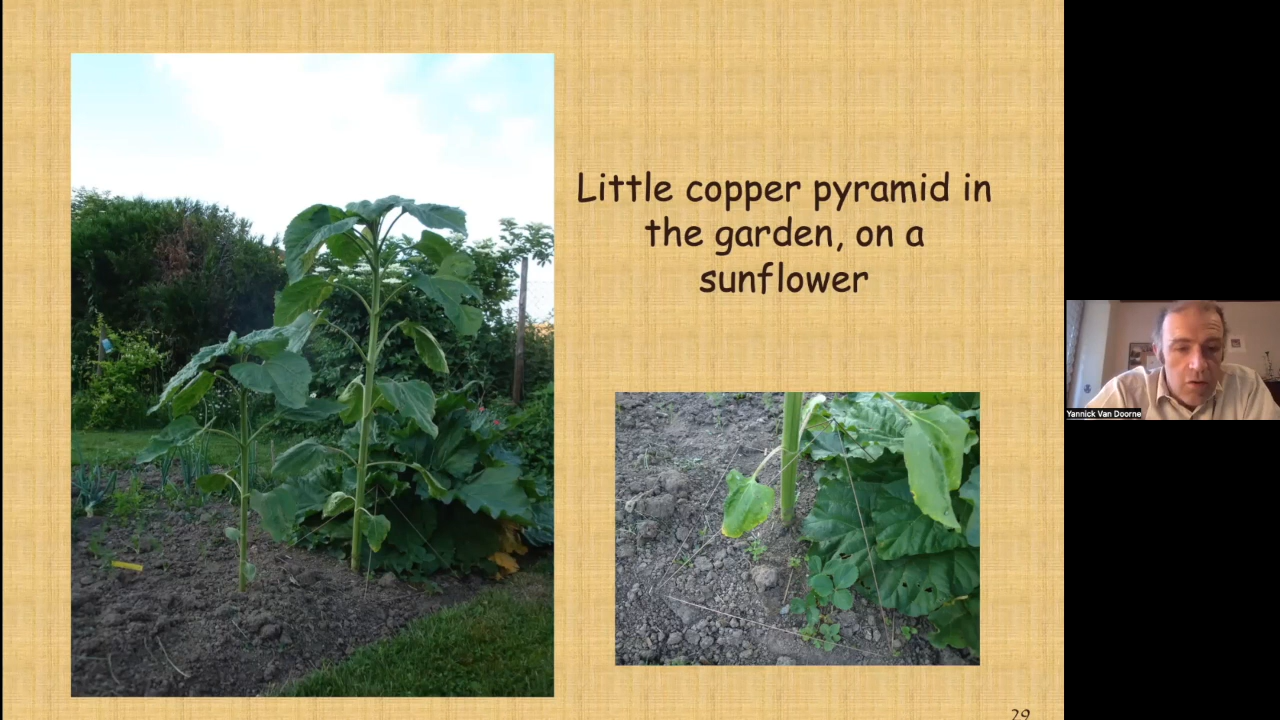 Little copper pyramid in
the garden, on a
sunflower
Yannick Van Doorne
29